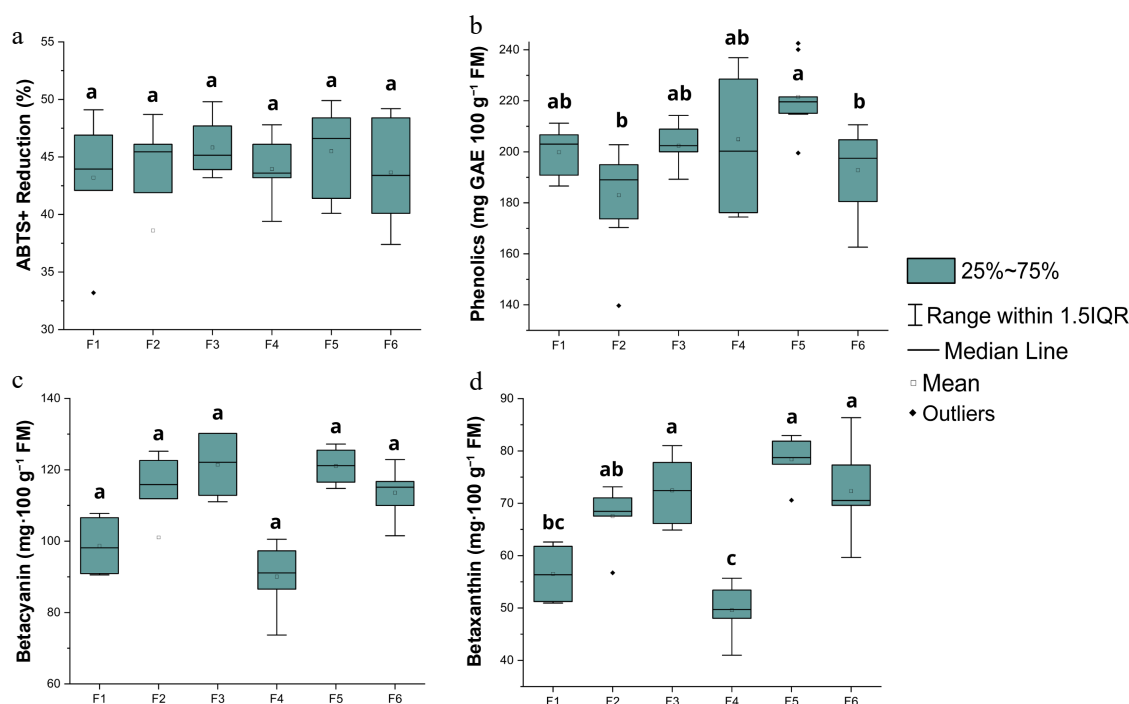 a
ABTS+ Reduction (%)
55
50
45
40
35
30
a a a a a a
F1 F2 F3 F4 F5 F6
b
Phenolics (mg GAE 100 g⁻¹ FM)
240
220
200
180
160
140
ab b ab ab a b
F1 F2 F3 F4 F5 F6
c
Betacyanin (mg·100 g⁻¹ FM)
140
120
100
80
60
a a a a a a
F1 F2 F3 F4 F5 F6
d
Betaxanthin (mg·100 g⁻¹ FM)
90
80
70
60
50
40
bc ab a c a a
F1 F2 F3 F4 F5 F6
25%~75%
Range within 1.5IQR
Median Line
Mean
Outliers